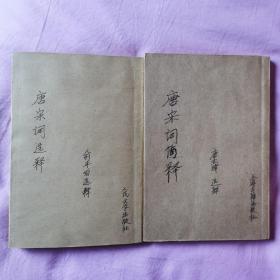 唐宋词选释
俞平伯选释
人民文学出版社
唐宋词简释
唐圭璋 选释
上海古籍出版社